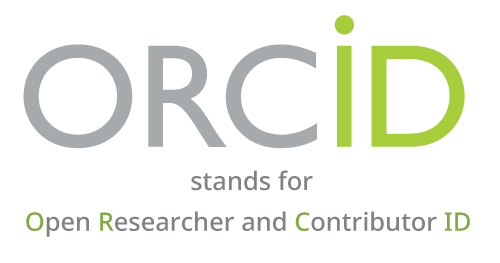 ORCiD
stands for
Open Researcher and Contributor ID